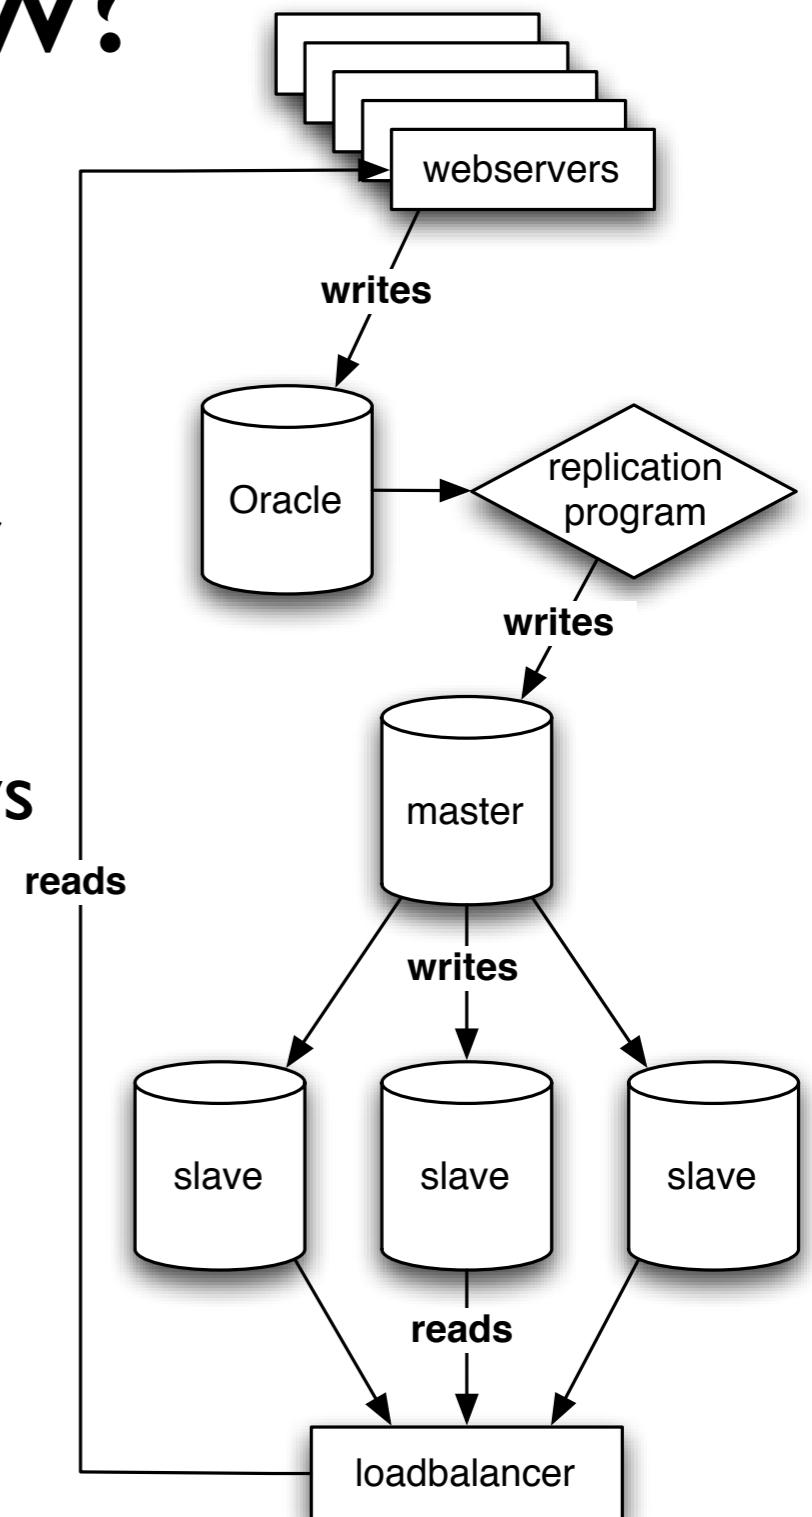 w?
webservers
writes
Oracle
replication
program
writes
master
reads
writes
slave
slave
slave
reads
loadbalancer